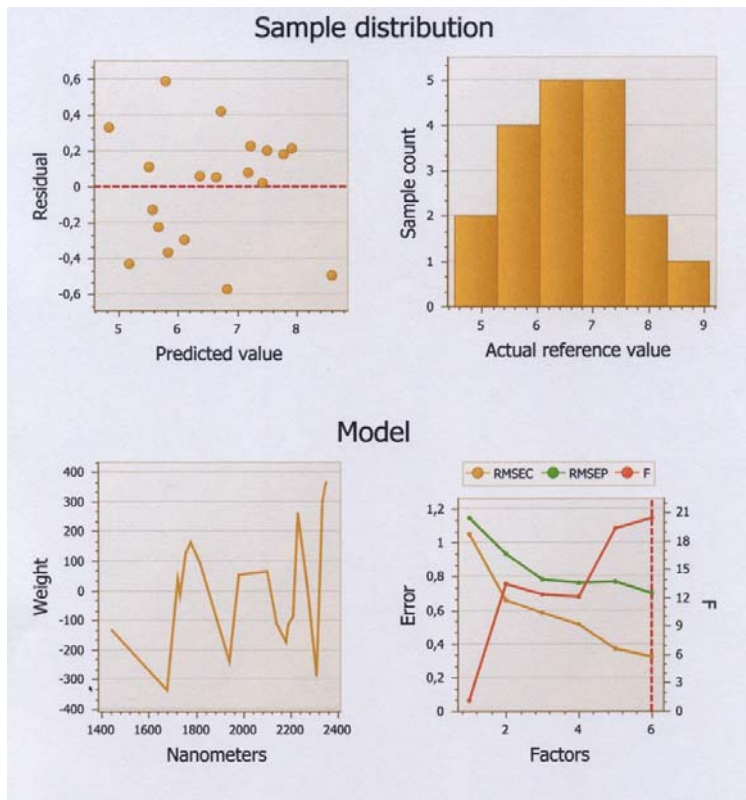 Sample distribution
0,6
0,4
0,2
0
-0,2
-0,4
-0,6
Residual
5 6 7 8
Predicted value
5
4
3
2
1
0
Sample count
5 6 7 8 9
Actual reference value
Model
400
300
200
100
0
-100
-200
-300
-400
Weight
1400 1600 1800 2000 2200 2400
Nanometers
RMSEC RMSEP F
1,2
1
0,8
0,6
0,4
0,2
0
Error
21
18
15
12
9
6
3
0
F
2 4 6
Factors